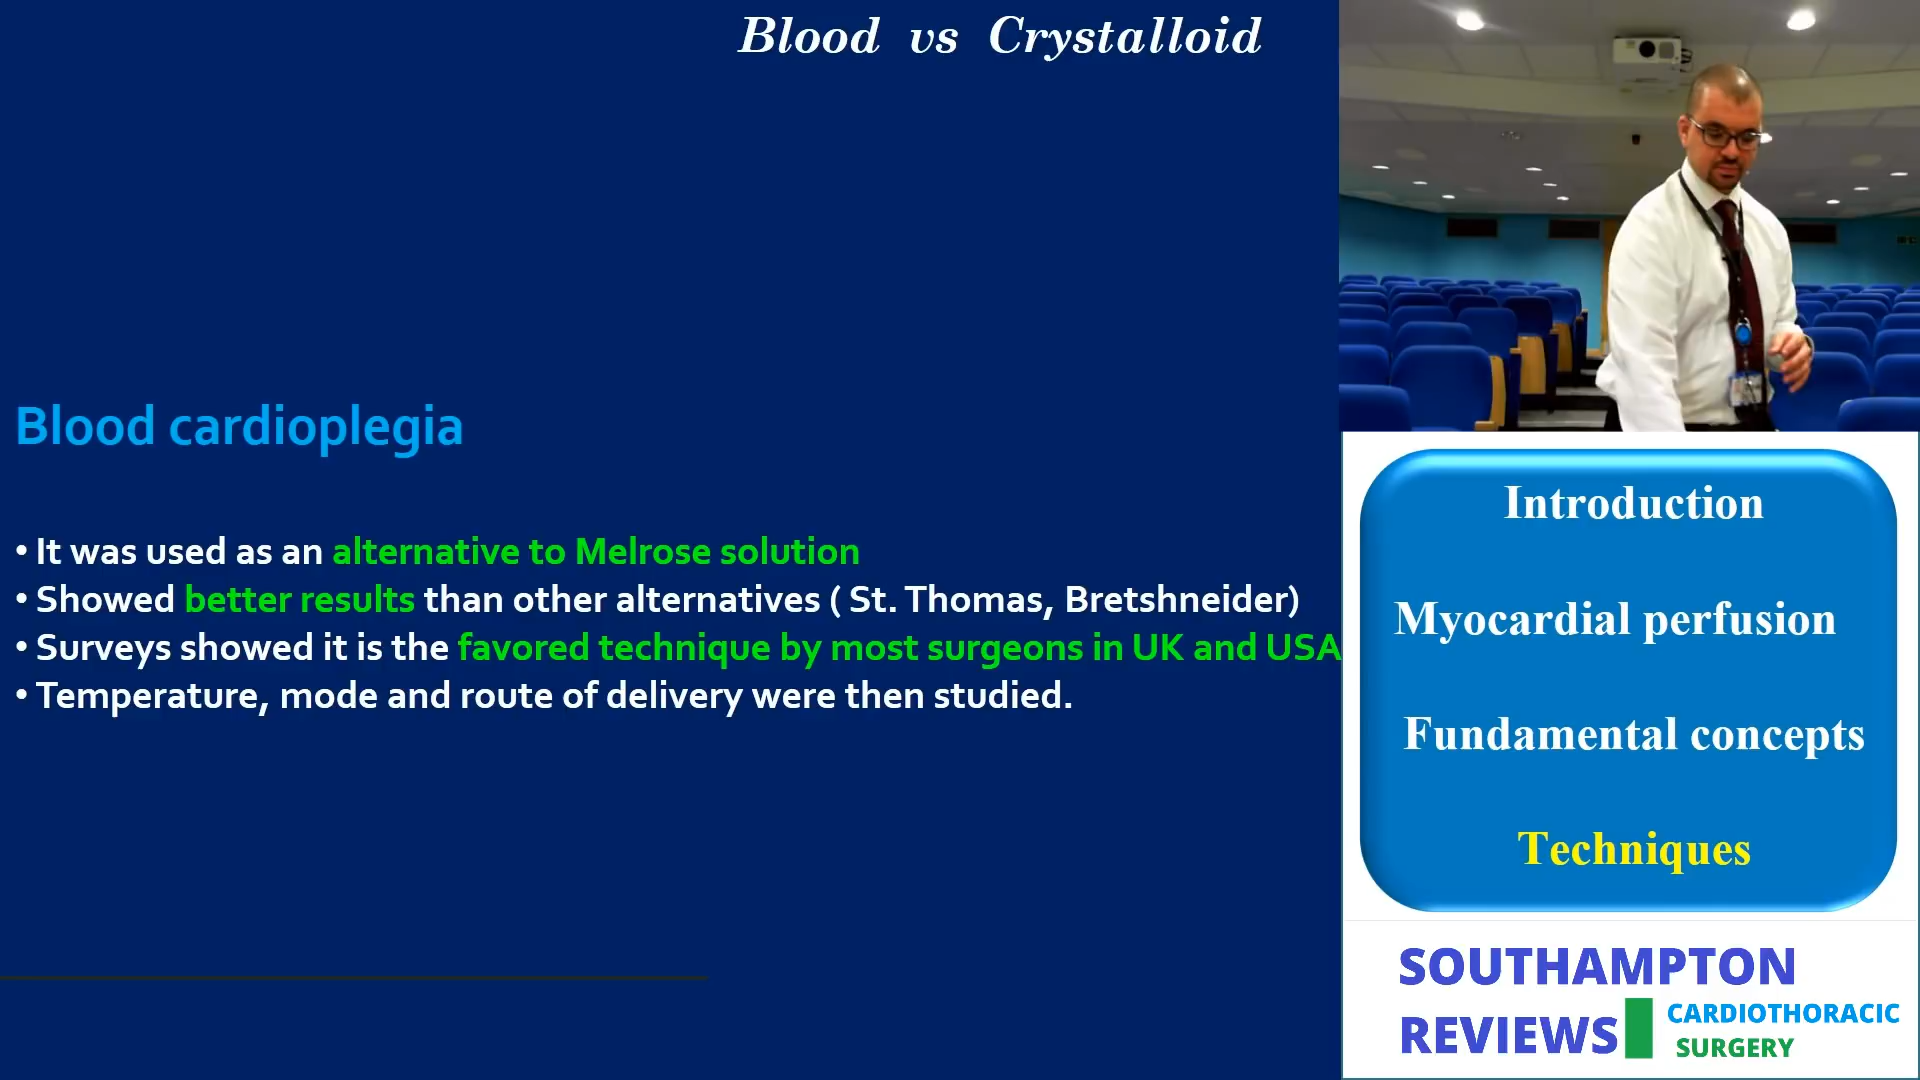 Blood vs Crystalloid
Blood cardioplegia
• It was used as an alternative to Melrose solution
• Showed better results than other alternatives ( St. Thomas, Bretshneider)
• Surveys showed it is the favored technique by most surgeons in UK and USA
• Temperature, mode and route of delivery were then studied.
Introduction
Myocardial perfusion
Fundamental concepts
Techniques
SOUTHAMPTON
REVIEWS
CARDIOTHORACIC
SURGERY